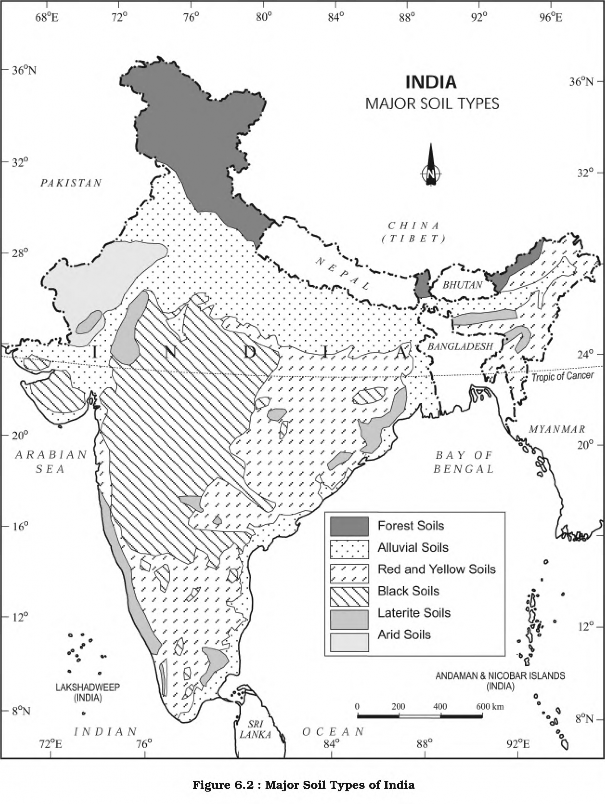 68°E 72° 76° 80° 84° 88° 92° 96°E
36°N
36°N
INDIA
MAJOR SOIL TYPES
N
32°
32°
PAKISTAN
CHINA
(TIBET)
28°
NEPAL
BHUTAN
INDIA
BANGLADESH
24°
Tropic of Cancer
MYANMAR
20°
20°
ARABIAN
SEA
BAY OF
BENGAL
16°
16°
Forest Soils
Alluvial Soils
Red and Yellow Soils
Black Soils
Laterite Soils
Arid Soils
12°
12°
LAKSHADWEEP
(INDIA)
ANDAMAN & NICOBAR ISLANDS
(INDIA)
0 200 400 600 km
8°N
8°N
INDIAN OCEAN
SRI
LANKA
72°E 76° 84° 88° 92°E
Figure 6.2 : Major Soil Types of India